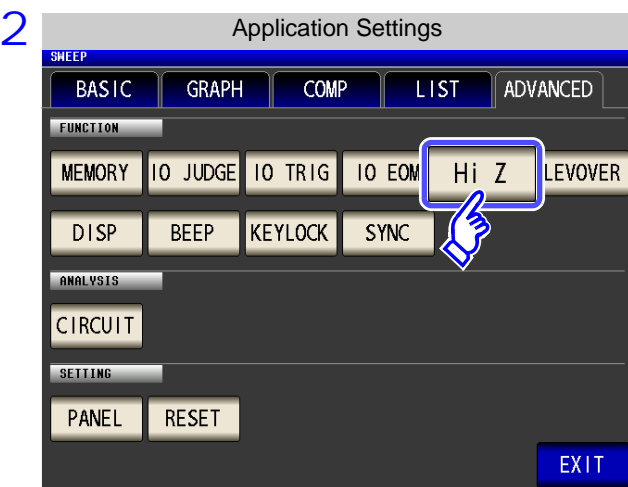 2
Application Settings
SWEEP
BASIC GRAPH COMP LIST ADVANCED
FUNCTION
MEMORY IO JUDGE IO TRIG IO EOM Hi Z LEVOVER
DISP BEEP KEYLOCK SYNC
ANALYSIS
CIRCUIT
SETTING
PANEL RESET
EXIT